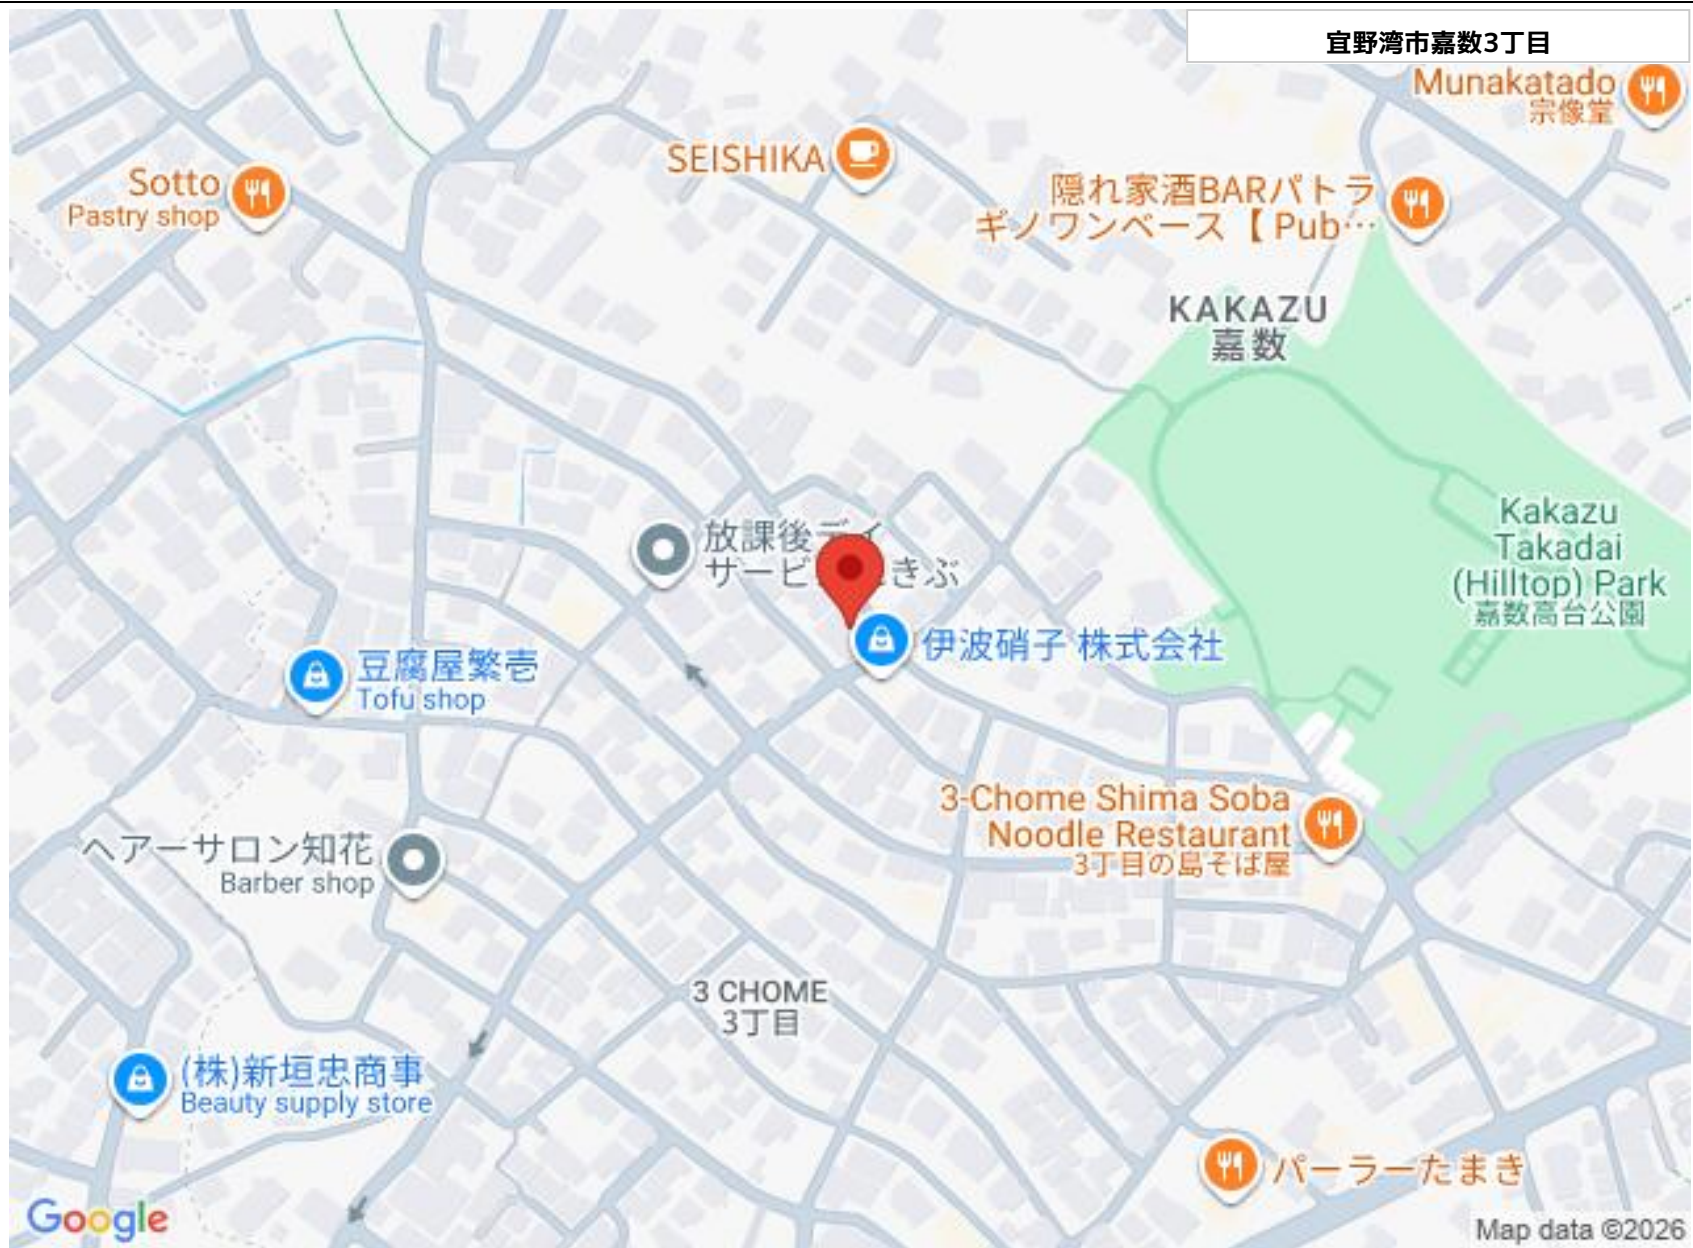 宜野湾市嘉数3丁目
Munakatado
宗像堂
SEISHIKA
Sotto
Pastry shop
隠れ家酒BARパトラ
ギノワンベース【 Pub…
KAKAZU
嘉数
Kakazu
Takadai
(Hilltop) Park
嘉数高台公園
放課後デイ
サービ
きぶ
伊波硝子 株式会社
豆腐屋繁壱
Tofu shop
3-Chome Shima Soba
Noodle Restaurant
3丁目の島そば屋
ヘアーサロン知花
Barber shop
3 CHOME
3丁目
(株)新垣忠商事
Beauty supply store
パーラーたまき
Google
Map data ©2026